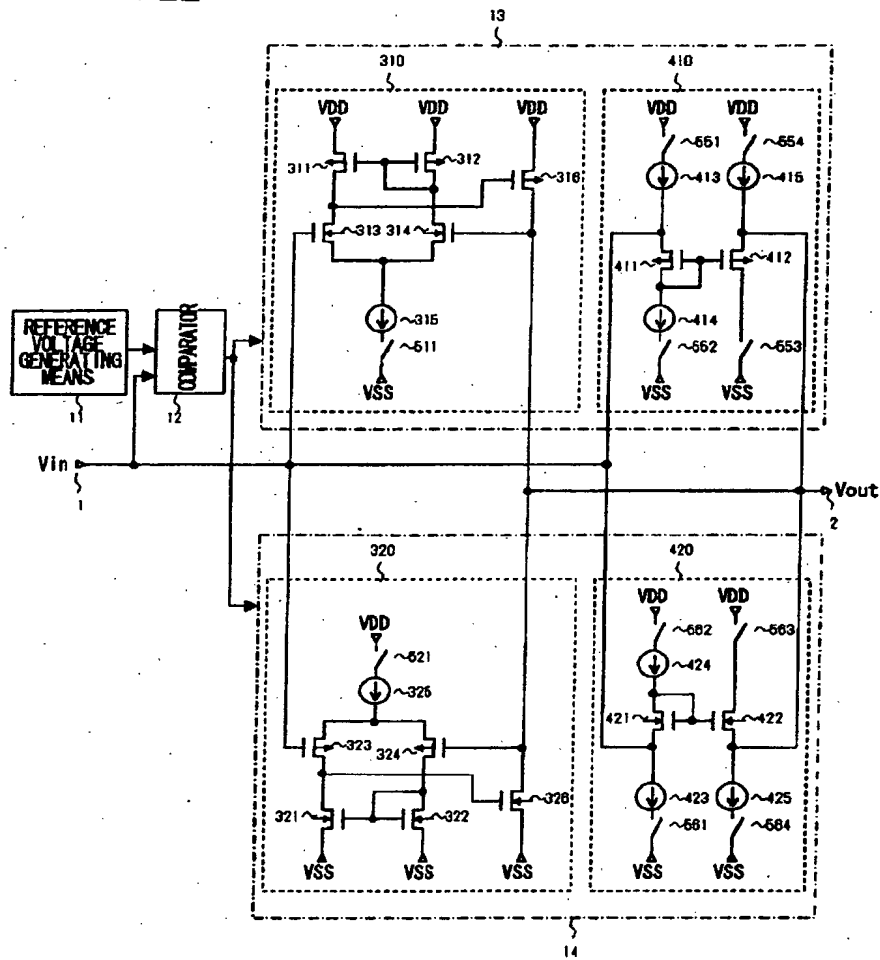 13
310
410
VDD
VDD
VDD
VDD
VDD
551
554
311
312
316
413
415
313
314
411
412
315
414
511
552
553
VSS
VSS
VSS
REFERENCE
VOLTAGE
GENERATING
MEANS
COMPARATOR
11
12
Vin
1
Vout
2
320
420
VDD
VDD
VDD
521
562
563
325
424
323
324
421
422
321
322
326
423
425
561
564
VSS
VSS
VSS
VSS
VSS
14